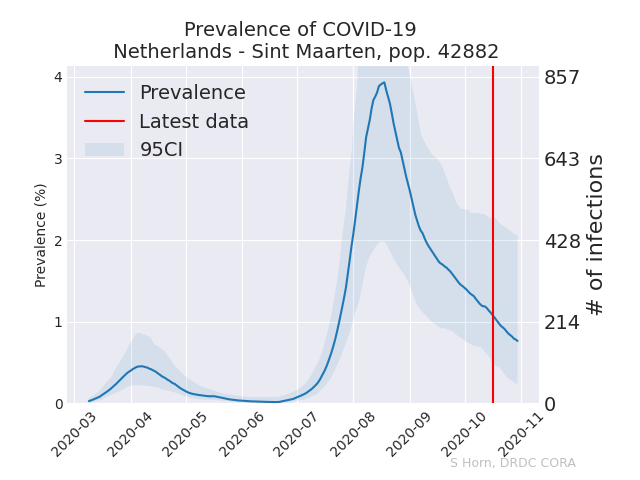 Prevalence of COVID-19
Netherlands - Sint Maarten, pop. 42882
Prevalence
Latest data
95CI
Prevalence (%)
4
3
2
1
0
857
643
428
214
0
# of infections
2020-03
2020-04
2020-05
2020-06
2020-07
2020-08
2020-09
2020-10
2020-11
S Horn, DRDC CORA